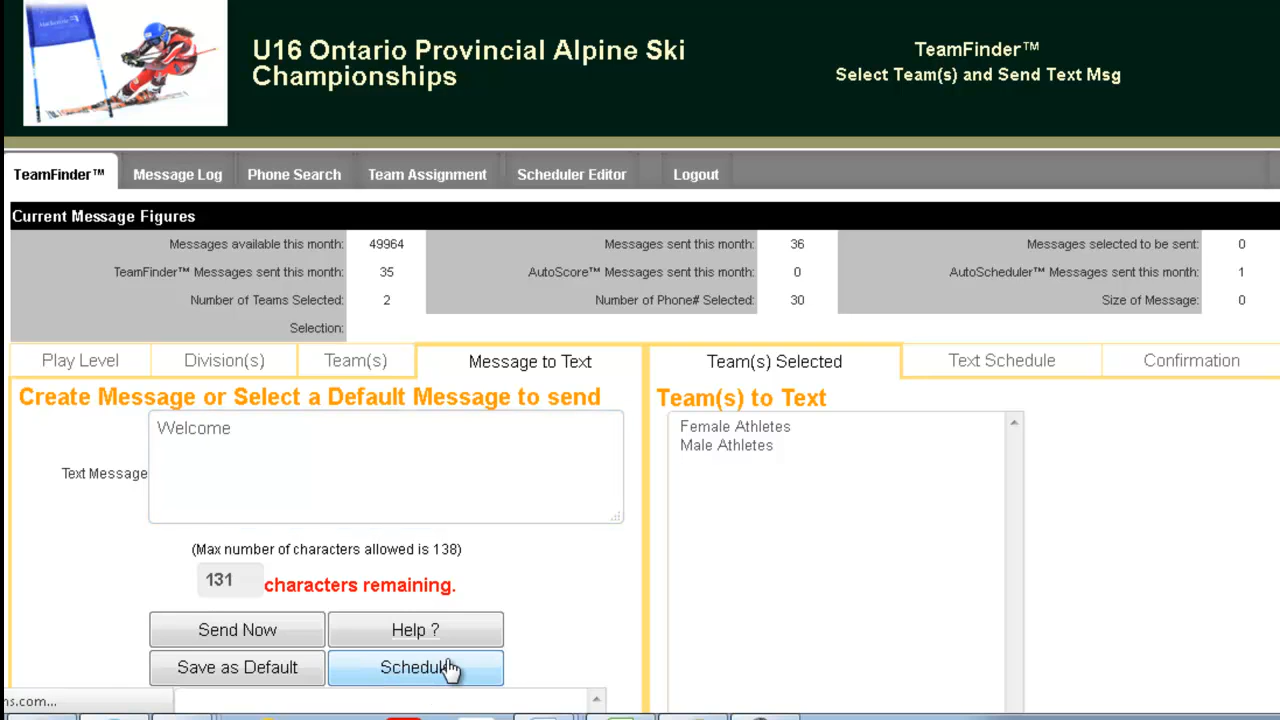 U16 Ontario Provincial Alpine Ski
Championships
TeamFinder™
Select Team(s) and Send Text Msg
TeamFinder™ Message Log Phone Search Team Assignment Scheduler Editor Logout
Current Message Figures
Messages available this month: 49964 Messages sent this month: 36 Messages selected to be sent: 0
TeamFinder™ Messages sent this month: 35 AutoScore™ Messages sent this month: 0 AutoScheduler™ Messages sent this month: 1
Number of Teams Selected: 2 Number of Phone# Selected: 30 Size of Message: 0
Selection:
Play Level Division(s) Team(s) Message to Text Team(s) Selected Text Schedule Confirmation
Create Message or Select a Default Message to send
Welcome
Text Message
(Max number of characters allowed is 138)
131 characters remaining.
Send Now Help ?
Save as Default Schedule
ns.com...
Team(s) to Text
Female Athletes
Male Athletes